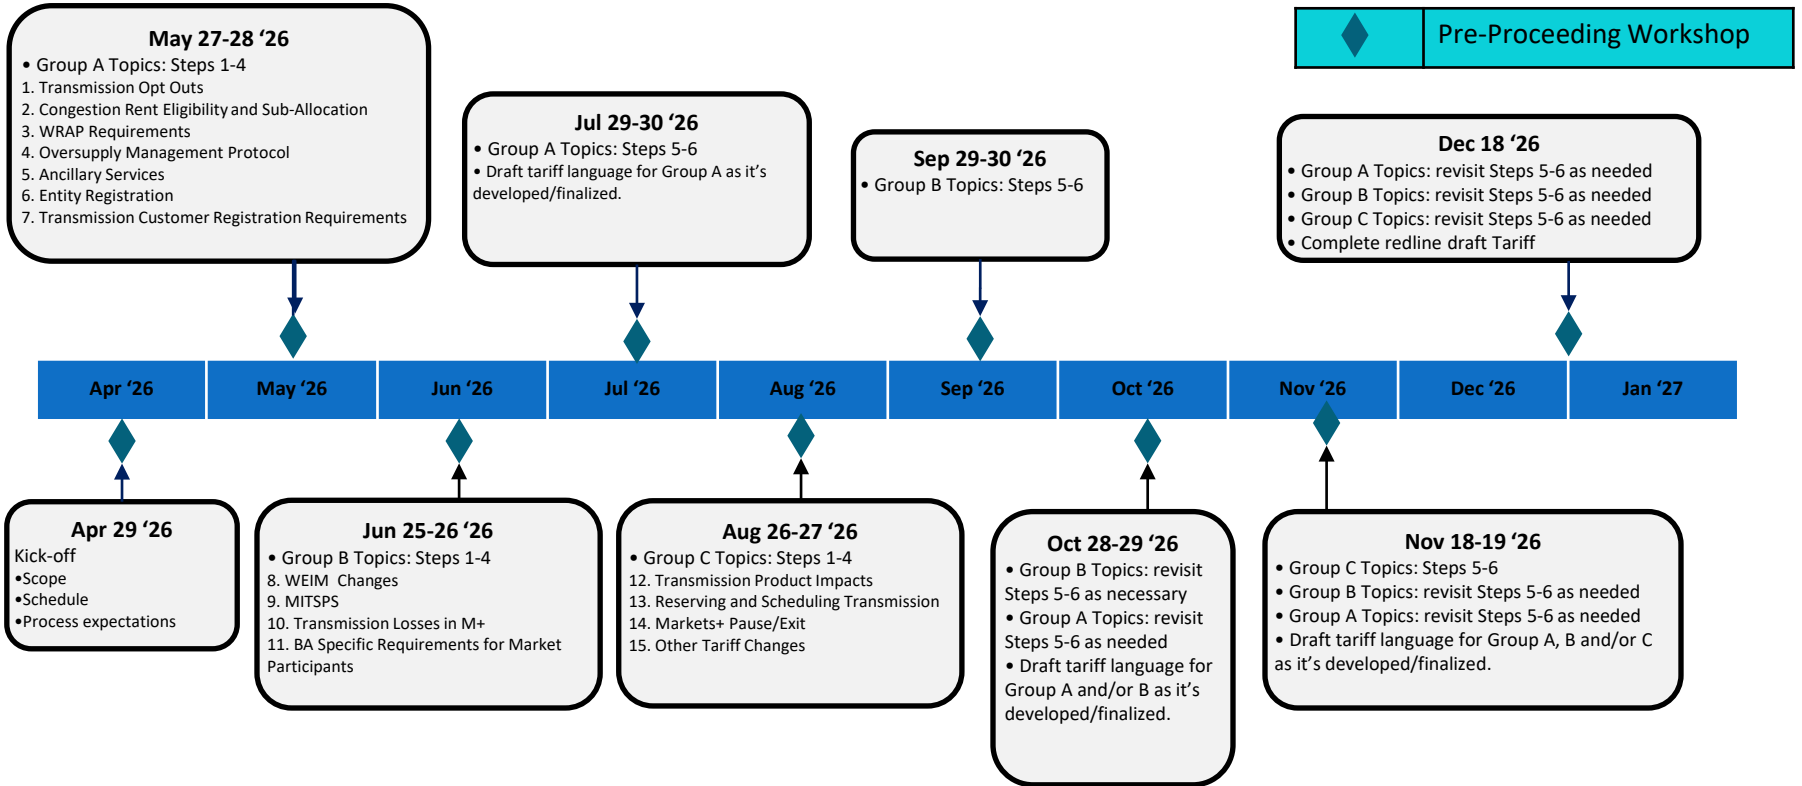 May 27-28 ‘26
• Group A Topics: Steps 1-4
1. Transmission Opt Outs
2. Congestion Rent Eligibility and Sub-Allocation
3. WRAP Requirements
4. Oversupply Management Protocol
5. Ancillary Services
6. Entity Registration
7. Transmission Customer Registration Requirements
Jul 29-30 ‘26
• Group A Topics: Steps 5-6
• Draft tariff language for Group A as it’s
developed/finalized.
Sep 29-30 ‘26
• Group B Topics: Steps 5-6
Pre-Proceeding Workshop
Dec 18 ‘26
• Group A Topics: revisit Steps 5-6 as needed
• Group B Topics: revisit Steps 5-6 as needed
• Group C Topics: revisit Steps 5-6 as needed
• Complete redline draft Tariff
Apr ‘26
May ‘26
Jun ‘26
Jul ‘26
Aug ‘26
Sep ‘26
Oct ‘26
Nov ‘26
Dec ‘26
Jan ‘27
Apr 29 ‘26
Kick-off
•Scope
•Schedule
•Process expectations
Jun 25-26 ‘26
• Group B Topics: Steps 1-4
8. WEIM Changes
9. MITSPS
10. Transmission Losses in M+
11. BA Specific Requirements for Market
Participants
Aug 26-27 ‘26
• Group C Topics: Steps 1-4
12. Transmission Product Impacts
13. Reserving and Scheduling Transmission
14. Markets+ Pause/Exit
15. Other Tariff Changes
Oct 28-29 ‘26
• Group B Topics: revisit
Steps 5-6 as necessary
• Group A Topics: revisit
Steps 5-6 as needed
• Draft tariff language for
Group A and/or B as it’s
developed/finalized.
Nov 18-19 ‘26
• Group C Topics: Steps 5-6
• Group B Topics: revisit Steps 5-6 as needed
• Group A Topics: revisit Steps 5-6 as needed
• Draft tariff language for Group A, B and/or C
as it’s developed/finalized.